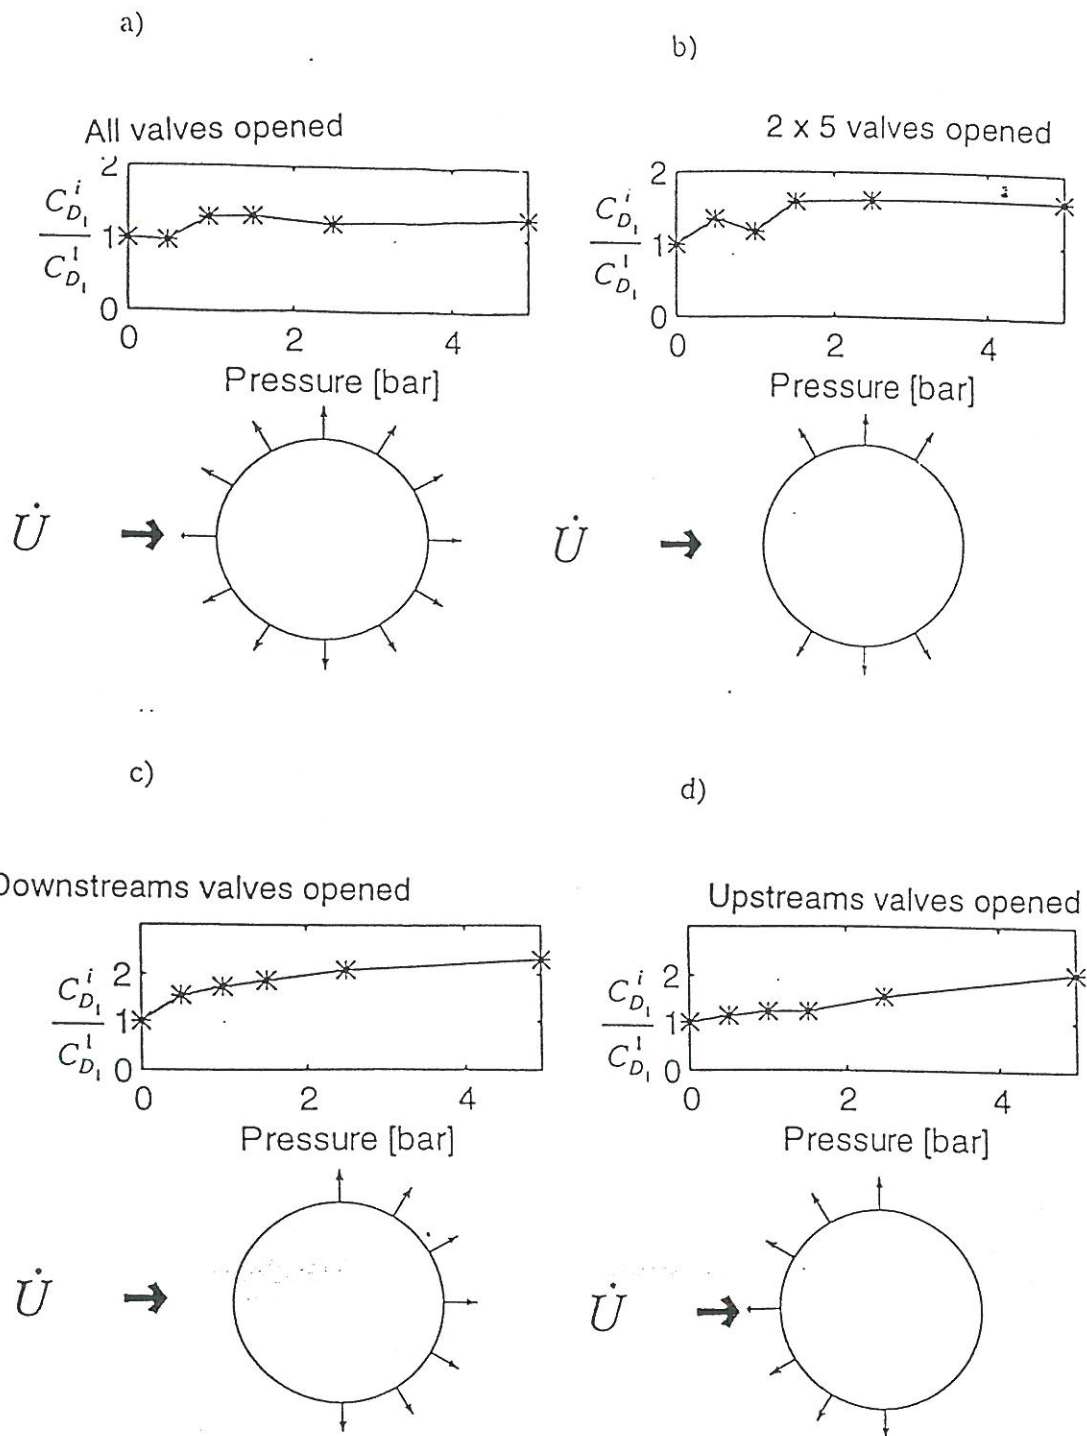 a)
b)
All valves opened
2 x 5 valves opened
2
C_{D_1}^i
1
C_{D_1}^1
0
0 2 4
Pressure [bar]
2
C_{D_1}^i
1
C_{D_1}^1
0
0 2 4
Pressure [bar]
U̇
U̇
c)
d)
Downstreams valves opened
Upstreams valves opened
C_{D_1}^i
2
1
C_{D_1}^1
0
0 2 4
Pressure [bar]
C_{D_1}^i
2
1
C_{D_1}^1
0
0 2 4
Pressure [bar]
U̇
U̇